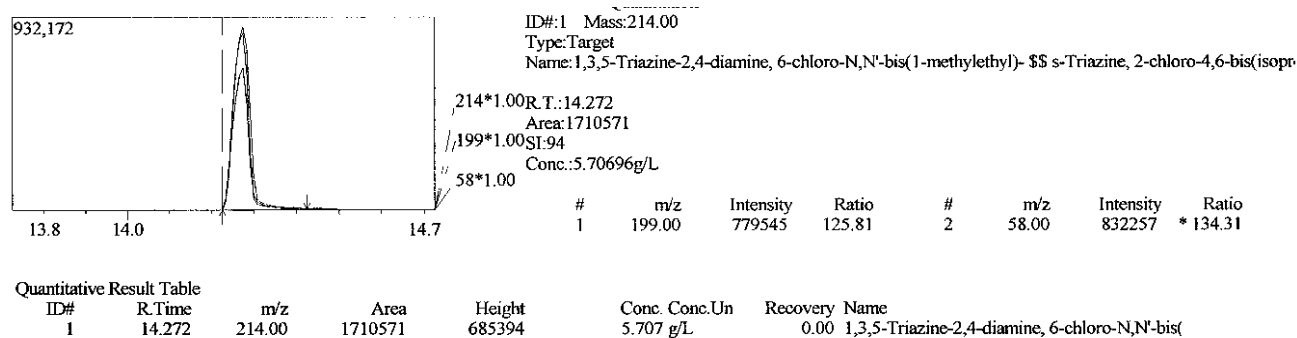 932,172
ID#:1 Mass:214.00
Type:Target
Name:1,3,5-Triazine-2,4-diamine, 6-chloro-N,N'-bis(1-methylethyl)- $$ s-Triazine, 2-chloro-4,6-bis(isopr
214*1.00
R.T.:14.272
Area:1710571
199*1.00
SI:94
Conc.:5.70696g/L
58*1.00
# m/z Intensity Ratio # m/z Intensity Ratio
1 199.00 779545 125.81 2 58.00 832257 * 134.31
13.8 14.0 14.7
Quantitative Result Table
ID# R.Time m/z Area Height Conc. Conc.Un Recovery Name
1 14.272 214.00 1710571 685394 5.707 g/L 0.00 1,3,5-Triazine-2,4-diamine, 6-chloro-N,N'-bis(